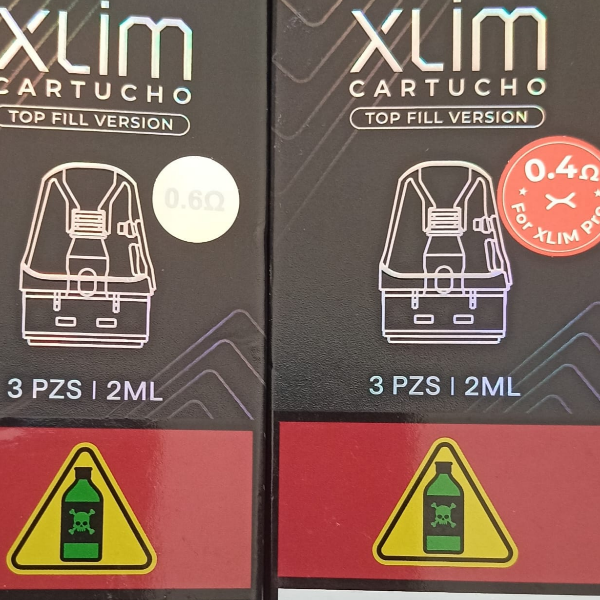 XLIM
CARTUCHO
TOP FILL VERSION
0.6Ω
3 PZS | 2ML
XLIM
CARTUCHO
TOP FILL VERSION
0.4Ω
For XLIM Pro
3 PZS | 2ML